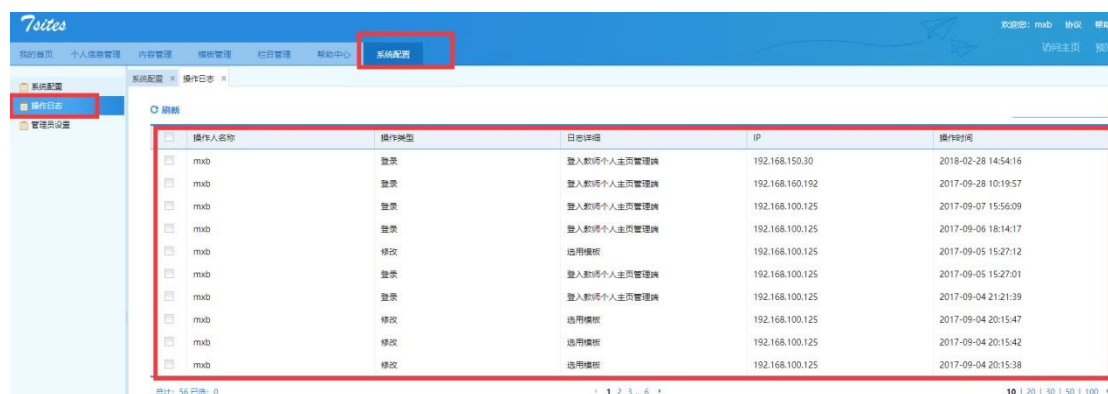 Tsites
欢迎您: mxb 协议 帮助
我的首页 个人信息管理 内容管理 模板管理 栏目管理 帮助中心 系统配置 访问主页
系统配置 操作日志
系统配置
操作日志
管理员设置
刷新
操作人名称 操作类型 日志详细 IP 操作时间
mxb 登录 登入教师个人主页管理端 192.168.150.30 2018-02-28 14:54:16
mxb 登录 登入教师个人主页管理端 192.168.160.192 2017-09-28 10:19:57
mxb 登录 登入教师个人主页管理端 192.168.100.125 2017-09-07 15:56:09
mxb 登录 登入教师个人主页管理端 192.168.100.125 2017-09-06 18:14:17
mxb 修改 选用模板 192.168.100.125 2017-09-05 15:27:12
mxb 登录 登入教师个人主页管理端 192.168.100.125 2017-09-05 15:27:01
mxb 登录 登入教师个人主页管理端 192.168.100.125 2017-09-04 21:21:39
mxb 修改 选用模板 192.168.100.125 2017-09-04 20:15:47
mxb 修改 选用模板 192.168.100.125 2017-09-04 20:15:42
mxb 修改 选用模板 192.168.100.125 2017-09-04 20:15:38
总计: 56 已选: 0 1 2 3 ... 6 10 | 20 | 30 | 50 | 100